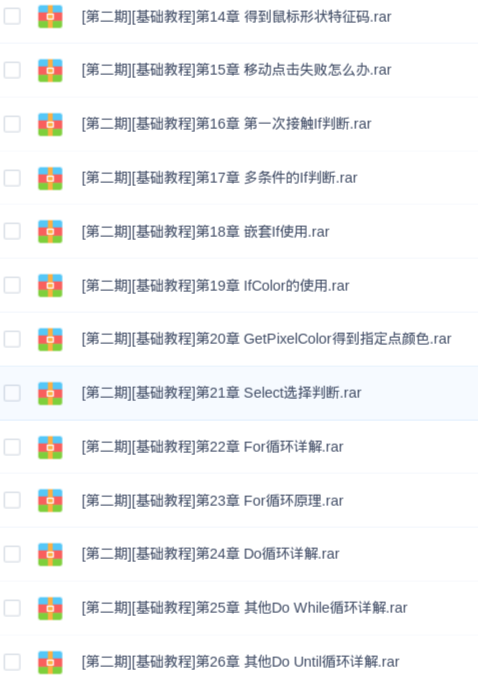 [第二期][基础教程]第14章 得到鼠标形状特征码.rar
[第二期][基础教程]第15章 移动点击失败怎么办.rar
[第二期][基础教程]第16章 第一次接触If判断.rar
[第二期][基础教程]第17章 多条件的If判断.rar
[第二期][基础教程]第18章 嵌套If使用.rar
[第二期][基础教程]第19章 IfColor的使用.rar
[第二期][基础教程]第20章 GetPixelColor得到指定点颜色.rar
[第二期][基础教程]第21章 Select选择判断.rar
[第二期][基础教程]第22章 For循环详解.rar
[第二期][基础教程]第23章 For循环原理.rar
[第二期][基础教程]第24章 Do循环详解.rar
[第二期][基础教程]第25章 其他Do While循环详解.rar
[第二期][基础教程]第26章 其他Do Until循环详解.rar